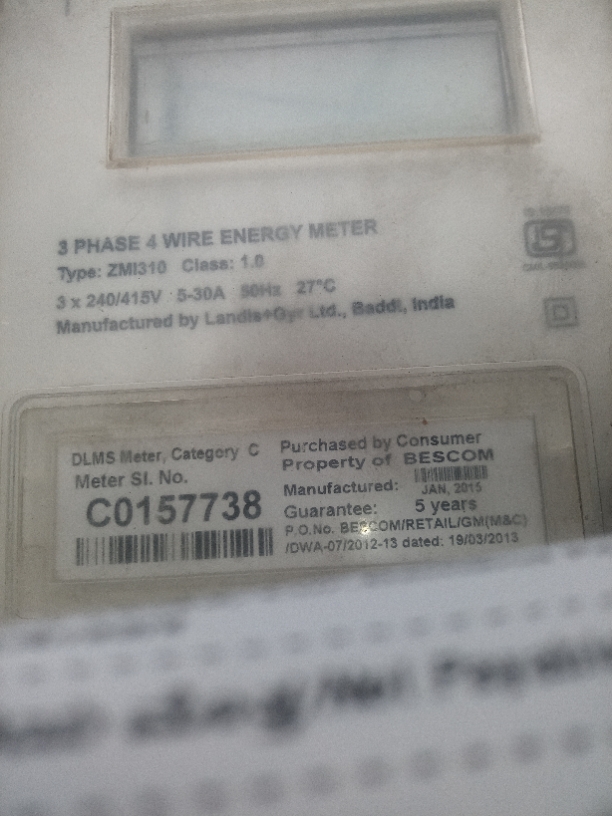 3 PHASE 4 WIRE ENERGY METER
Type: ZMI310 Class: 1.0
3 x 240/415V 5-30A 50Hz 27°C
Manufactured by Landis+Gyr Ltd., Baddi, India
DLMS Meter, Category C
Meter Sl. No.
C0157738
Purchased by Consumer
Property of BESCOM
Manufactured: JAN, 2015
Guarantee: 5 years
P.O.No. BESCOM/RETAIL/GM(M&C)
/DWA-07/2012-13 dated: 19/03/2013
/Net Payable